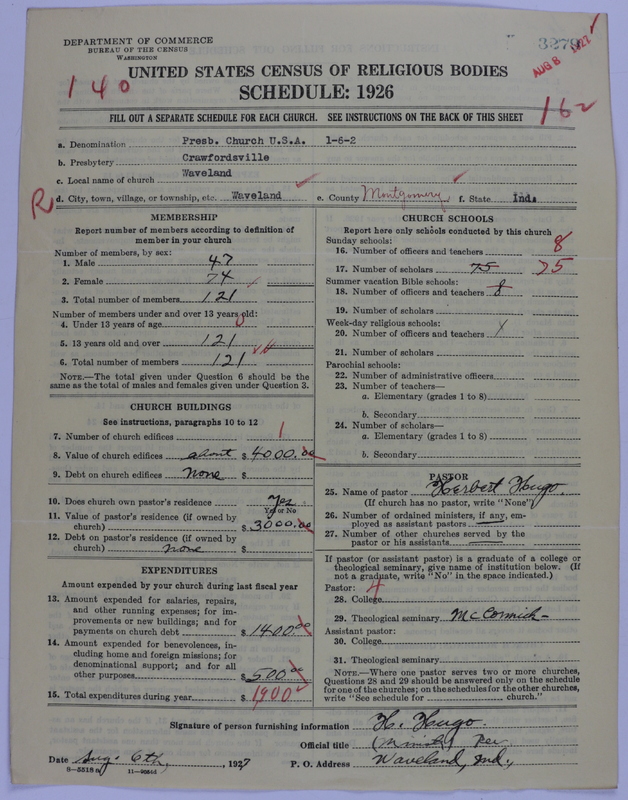 DEPARTMENT OF COMMERCE
BUREAU OF THE CENSUS
WASHINGTON
3279
AUG 8 1927
140
UNITED STATES CENSUS OF RELIGIOUS BODIES
SCHEDULE: 1926
162
FILL OUT A SEPARATE SCHEDULE FOR EACH CHURCH. SEE INSTRUCTIONS ON THE BACK OF THIS SHEET
a. Denomination Presb. Church U.S.A. 1-6-2
b. Presbytery Crawfordsville
c. Local name of church Waveland
R d. City, town, village, or township, etc. Waveland e. County Montgomery f. State Ind.
MEMBERSHIP
Report number of members according to definition of
member in your church
Number of members, by sex:
1. Male 47
2. Female 74
3. Total number of members 121
Number of members under and over 13 years old:
4. Under 13 years of age 0
5. 13 years old and over 121
6. Total number of members 121
NOTE.—The total given under Question 6 should be the
same as the total of males and females given under Question 3.
CHURCH BUILDINGS
See instructions, paragraphs 10 to 12
7. Number of church edifices 1
8. Value of church edifices about $ 4000.00
9. Debt on church edifices none $
10. Does church own pastor's residence Yes
Yes or No
11. Value of pastor's residence (if owned by
church) $ 3000.00
12. Debt on pastor's residence (if owned by
church) none $
EXPENDITURES
Amount expended by your church during last fiscal year
13. Amount expended for salaries, repairs,
and other running expenses; for im-
provements or new buildings; and for
payments on church debt $ 1400.00
14. Amount expended for benevolences, in-
cluding home and foreign missions; for
denominational support; and for all
other purposes $ 500.00
15. Total expenditures during year $ 1900
CHURCH SCHOOLS
Report here only schools conducted by this church
Sunday schools:
16. Number of officers and teachers 8
17. Number of scholars 75 75
Summer vacation Bible schools:
18. Number of officers and teachers 8
19. Number of scholars
Week-day religious schools:
20. Number of officers and teachers
21. Number of scholars
Parochial schools:
22. Number of administrative officers
23. Number of teachers—
a. Elementary (grades 1 to 8)
b. Secondary
24. Number of scholars—
a. Elementary (grades 1 to 8)
b. Secondary
PASTOR
25. Name of pastor Herbert Hugo.
(If church has no pastor, write "None")
26. Number of ordained ministers, if any, em-
ployed as assistant pastors
27. Number of other churches served by the
pastor or his assistants
If pastor (or assistant pastor) is a graduate of a college or
theological seminary, give name of institution below. (If
not a graduate, write "No" in the space indicated.)
Pastor: 4
28. College
29. Theological seminary McCormick
Assistant pastor:
30. College
31. Theological seminary
NOTE.—Where one pastor serves two or more churches,
Questions 28 and 29 should be answered only on the schedule
for one of the churches; on the schedules for the other churches,
write "See schedule for church."
Signature of person furnishing information H. Hugo.
Official title (Minister) Per
Date Aug. 6th, 1927 P. O. Address Waveland, Ind.,